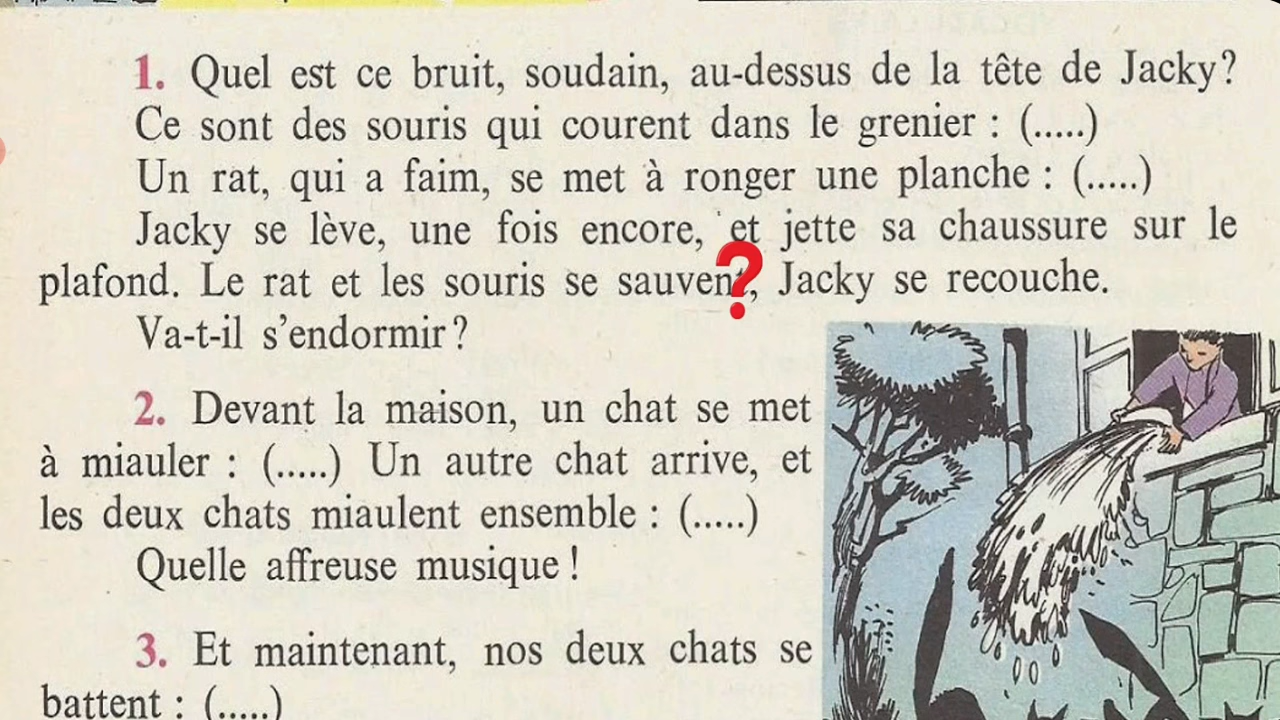 1. Quel est ce bruit, soudain, au-dessus de la tête de Jacky?
Ce sont des souris qui courent dans le grenier : (.....)
Un rat, qui a faim, se met à ronger une planche : (.....)
Jacky se lève, une fois encore, et jette sa chaussure sur le
plafond. Le rat et les souris se sauvent, Jacky se recouche.
❓
Va-t-il s'endormir?
2. Devant la maison, un chat se met
à miauler : (.....) Un autre chat arrive, et
les deux chats miaulent ensemble : (.....)
Quelle affreuse musique!
3. Et maintenant, nos deux chats se
battent : (.....)